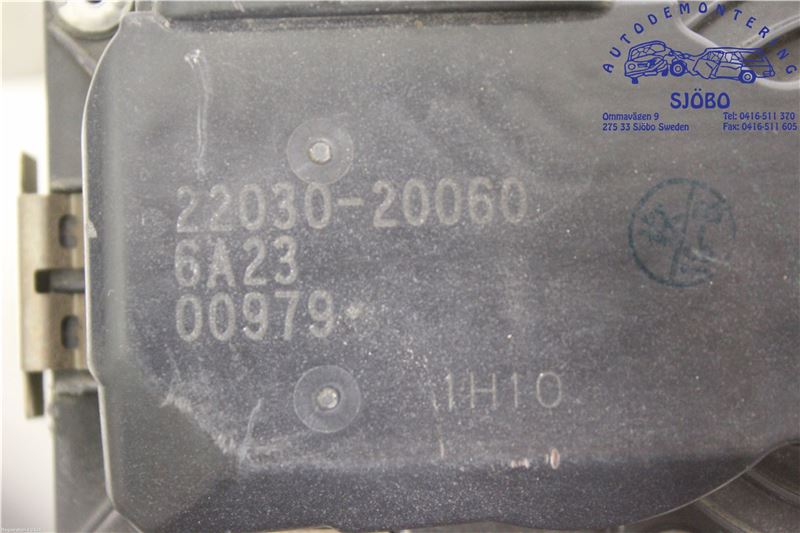 AUTODEMONTERING
SJÖBO
Ommavägen 9
275 33 Sjöbo Sweden
Tel: 0416-511 370
Fax: 0416-511 605
22030-20060
6A23
00979
1H10